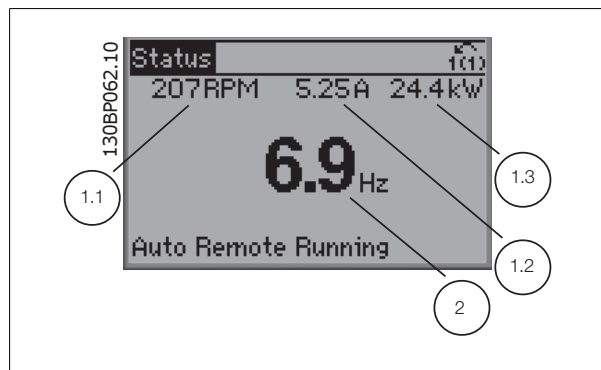 130BP062.10
Status
1(1)
207RPM 5.25A 24.4kW
6.9Hz
Auto Remote Running
1.1
1.3
1.2
2